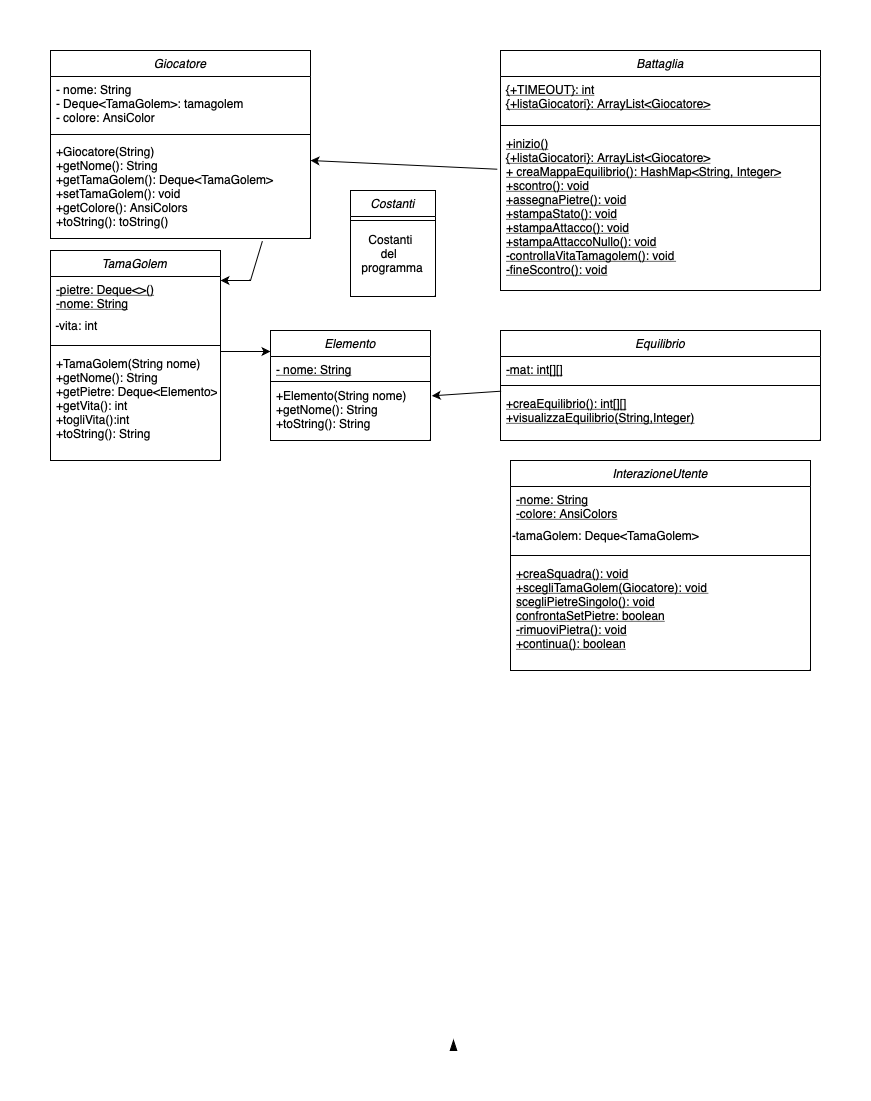 Giocatore
- nome: String
- Deque<TamaGolem>: tamagolem
- colore: AnsiColor
+Giocatore(String)
+getNome(): String
+getTamaGolem(): Deque<TamaGolem>
+setTamaGolem(): void
+getColore(): AnsiColors
+toString(): toString()
Battaglia
{+TIMEOUT}: int
{+listaGiocatori}: ArrayList<Giocatore>
+inizio()
{+listaGiocatori}: ArrayList<Giocatore>
+ creaMappaEquilibrio(): HashMap<String, Integer>
+scontro(): void
+assegnaPietre(): void
+stampaStato(): void
+stampaAttacco(): void
+stampaAttaccoNullo(): void
-controllaVitaTamagolem(): void
-fineScontro(): void
Costanti
Costanti
del
programma
TamaGolem
-pietre: Deque<>()
-nome: String
-vita: int
+TamaGolem(String nome)
+getNome(): String
+getPietre: Deque<Elemento>
+getVita(): int
+togliVita():int
+toString(): String
Elemento
- nome: String
+Elemento(String nome)
+getNome(): String
+toString(): String
Equilibrio
-mat: int[][]
+creaEquilibrio(): int[][]
+visualizzaEquilibrio(String,Integer)
InterazioneUtente
-nome: String
-colore: AnsiColors
-tamaGolem: Deque<TamaGolem>
+creaSquadra(): void
+scegliTamaGolem(Giocatore): void
scegliPietreSingolo(): void
confrontaSetPietre: boolean
-rimuoviPietra(): void
+continua(): boolean